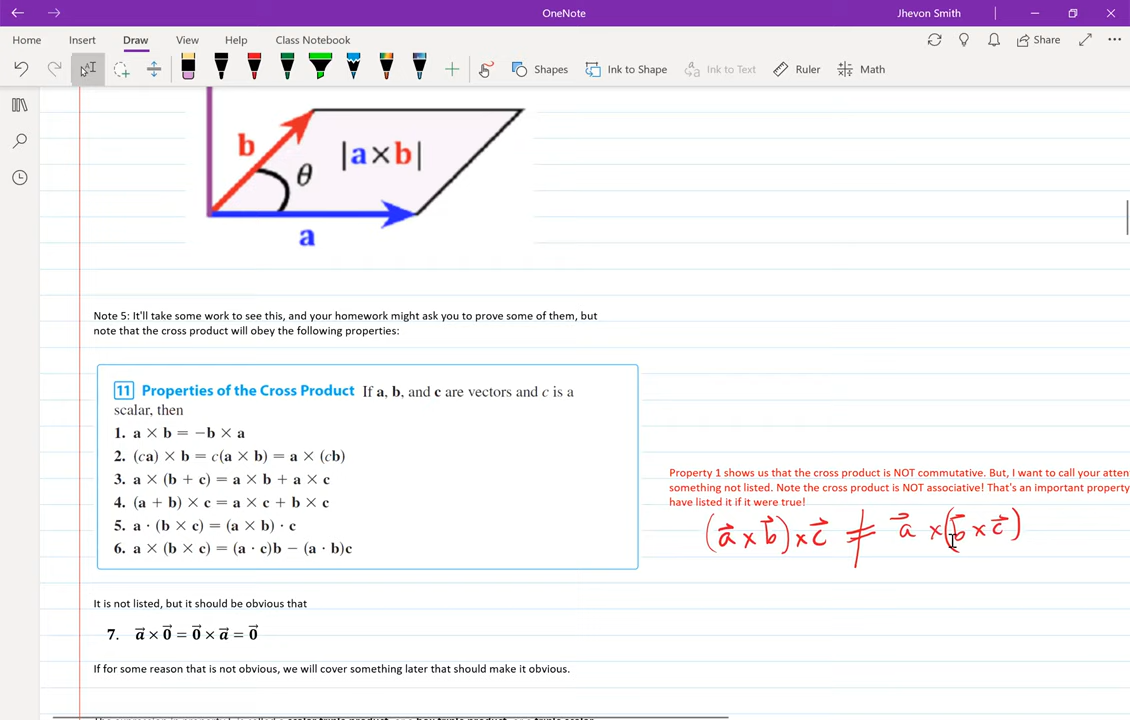 OneNote
Jhevon Smith
Home Insert Draw View Help Class Notebook
Share
Shapes
Ink to Shape
Ink to Text
Ruler
Math
b
θ
|a×b|
a
Note 5: It'll take some work to see this, and your homework might ask you to prove some of them, but
note that the cross product will obey the following properties:
11 Properties of the Cross Product If a, b, and c are vectors and c is a
scalar, then
1. a × b = −b × a
2. (ca) × b = c(a × b) = a × (cb)
3. a × (b + c) = a × b + a × c
4. (a + b) × c = a × c + b × c
5. a · (b × c) = (a × b) · c
6. a × (b × c) = (a · c)b − (a · b)c
Property 1 shows us that the cross product is NOT commutative. But, I want to call your atten
something not listed. Note the cross product is NOT associative! That's an important property
have listed it if it were true!
(a⃗ × b⃗) × c⃗ ≠ a⃗ × (b⃗ × c⃗)
It is not listed, but it should be obvious that
7. a⃗ × 0⃗ = 0⃗ × a⃗ = 0⃗
If for some reason that is not obvious, we will cover something later that should make it obvious.